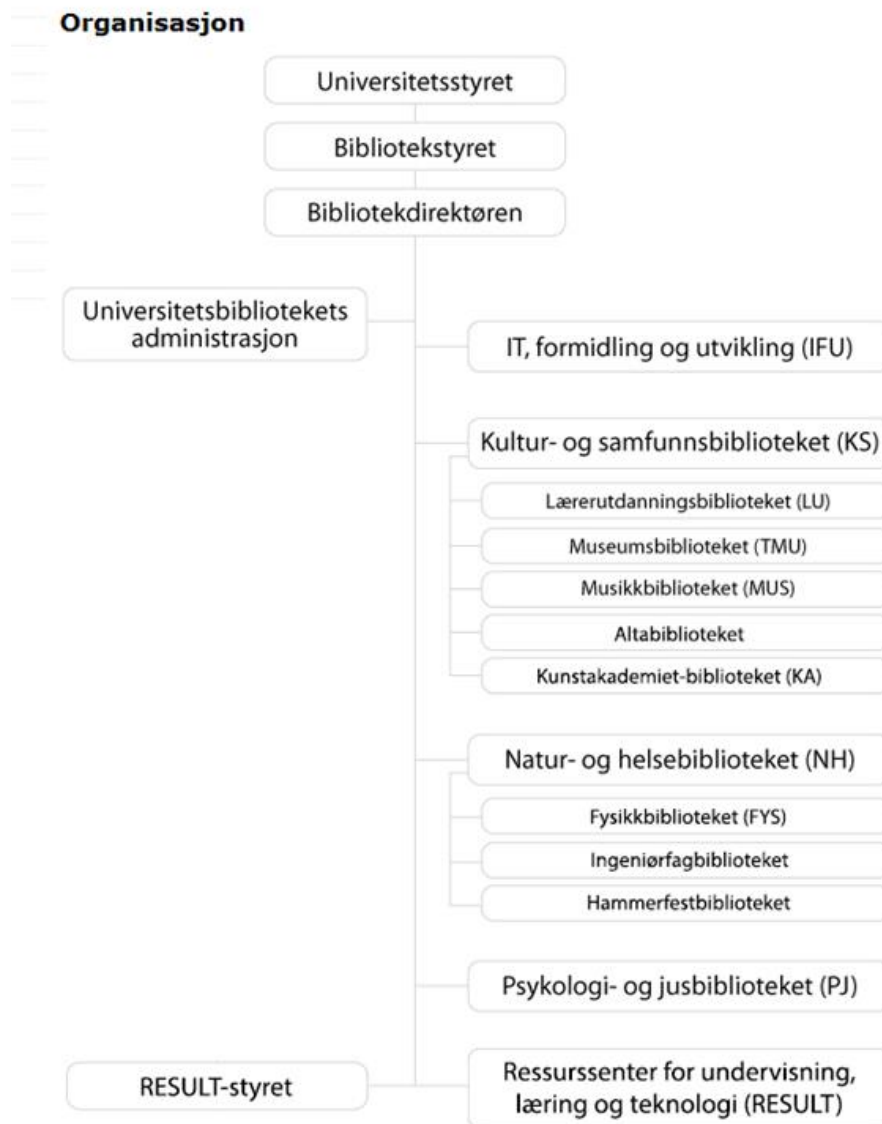 Organisasjon
Universitetsstyret
Bibliotekstyret
Bibliotekdirektøren
Universitetsbibliotekets
administrasjon
IT, formidling og utvikling (IFU)
Kultur- og samfunnsbiblioteket (KS)
Lærerutdanningsbiblioteket (LU)
Museumsbiblioteket (TMU)
Musikkbiblioteket (MUS)
Altabiblioteket
Kunstakademiet-biblioteket (KA)
Natur- og helsebiblioteket (NH)
Fysikkbiblioteket (FYS)
Ingeniørfagbiblioteket
Hammerfestbiblioteket
Psykologi- og jusbiblioteket (PJ)
RESULT-styret
Ressurssenter for undervisning,
læring og teknologi (RESULT)